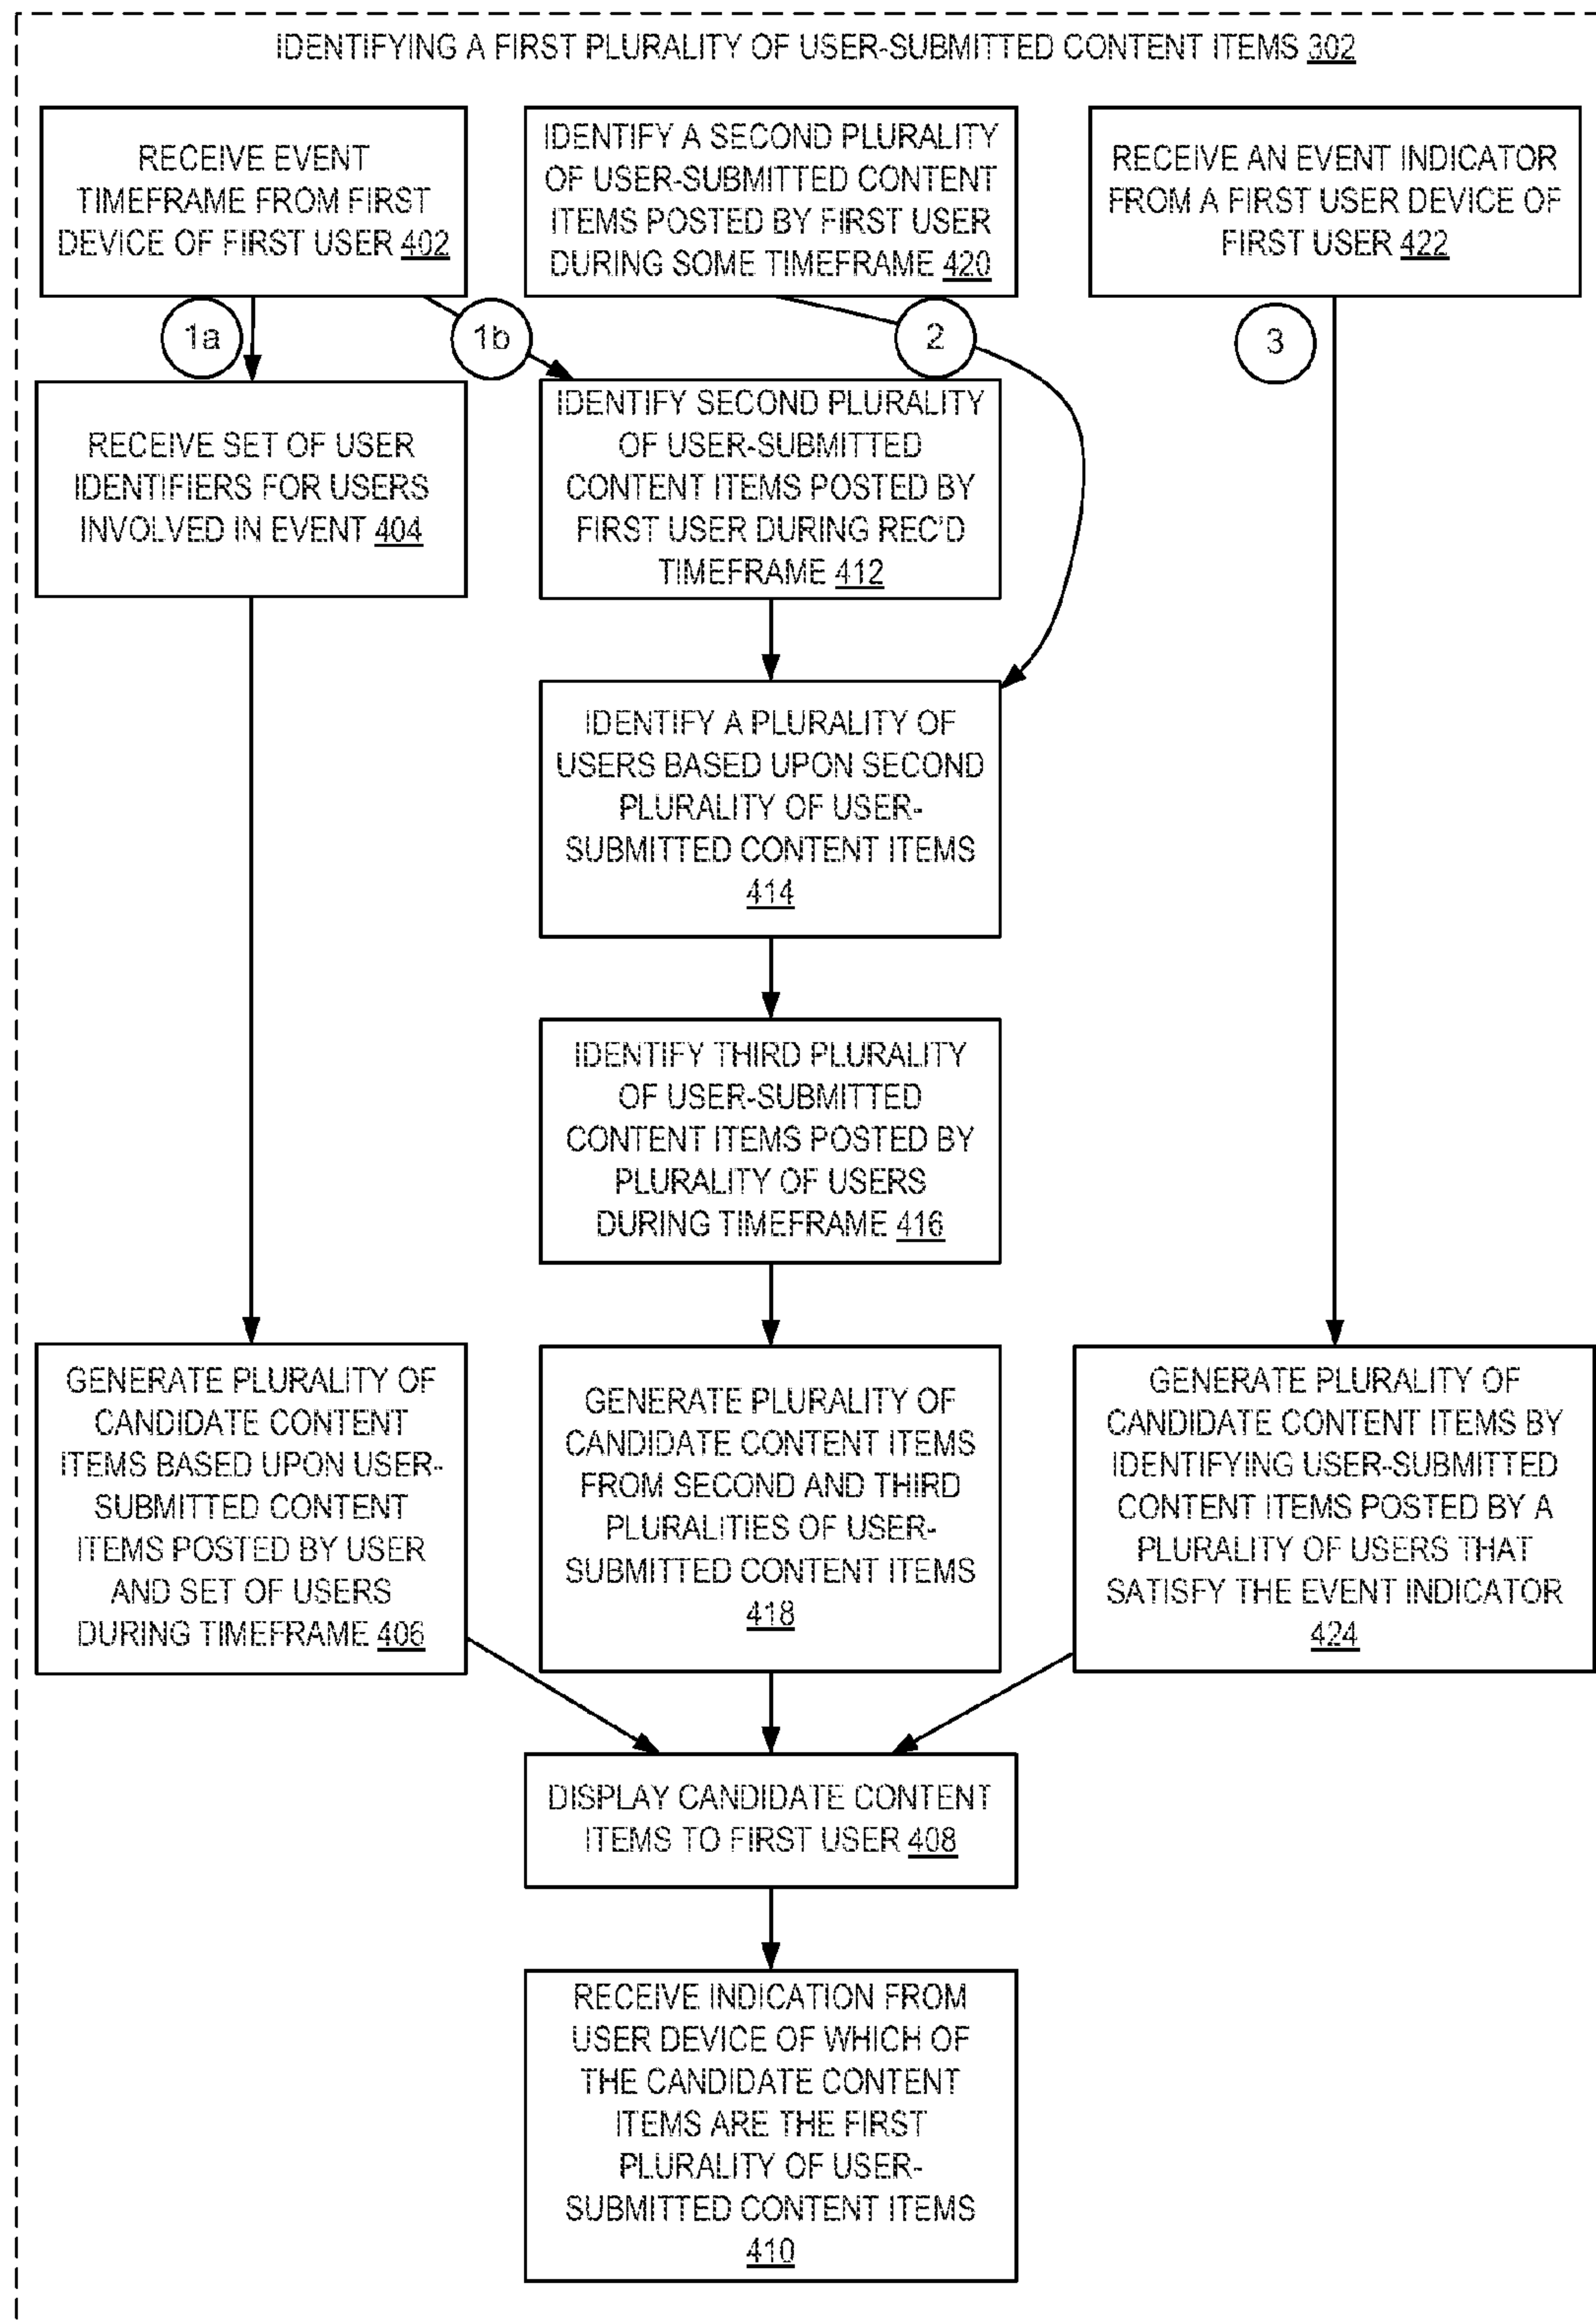 IDENTIFYING A FIRST PLURALITY OF USER-SUBMITTED CONTENT ITEMS 302
RECEIVE EVENT
TIMEFRAME FROM FIRST
DEVICE OF FIRST USER 402
IDENTIFY A SECOND PLURALITY
OF USER-SUBMITTED CONTENT
ITEMS POSTED BY FIRST USER
DURING SOME TIMEFRAME 420
RECEIVE AN EVENT INDICATOR
FROM A FIRST USER DEVICE OF
FIRST USER 422
1a
1b
2
3
RECEIVE SET OF USER
IDENTIFIERS FOR USERS
INVOLVED IN EVENT 404
IDENTIFY SECOND PLURALITY
OF USER-SUBMITTED
CONTENT ITEMS POSTED BY
FIRST USER DURING REC'D
TIMEFRAME 412
IDENTIFY A PLURALITY OF
USERS BASED UPON SECOND
PLURALITY OF USER-
SUBMITTED CONTENT ITEMS
414
IDENTIFY THIRD PLURALITY
OF USER-SUBMITTED
CONTENT ITEMS POSTED BY
PLURALITY OF USERS
DURING TIMEFRAME 416
GENERATE PLURALITY OF
CANDIDATE CONTENT
ITEMS BASED UPON USER-
SUBMITTED CONTENT
ITEMS POSTED BY USER
AND SET OF USERS
DURING TIMEFRAME 406
GENERATE PLURALITY OF
CANDIDATE CONTENT ITEMS
FROM SECOND AND THIRD
PLURALITIES OF USER-
SUBMITTED CONTENT ITEMS
418
GENERATE PLURALITY OF
CANDIDATE CONTENT ITEMS BY
IDENTIFYING USER-SUBMITTED
CONTENT ITEMS POSTED BY A
PLURALITY OF USERS THAT
SATISFY THE EVENT INDICATOR
424
DISPLAY CANDIDATE CONTENT
ITEMS TO FIRST USER 408
RECEIVE INDICATION FROM
USER DEVICE OF WHICH OF
THE CANDIDATE CONTENT
ITEMS ARE THE FIRST
PLURALITY OF USER-
SUBMITTED CONTENT ITEMS
410